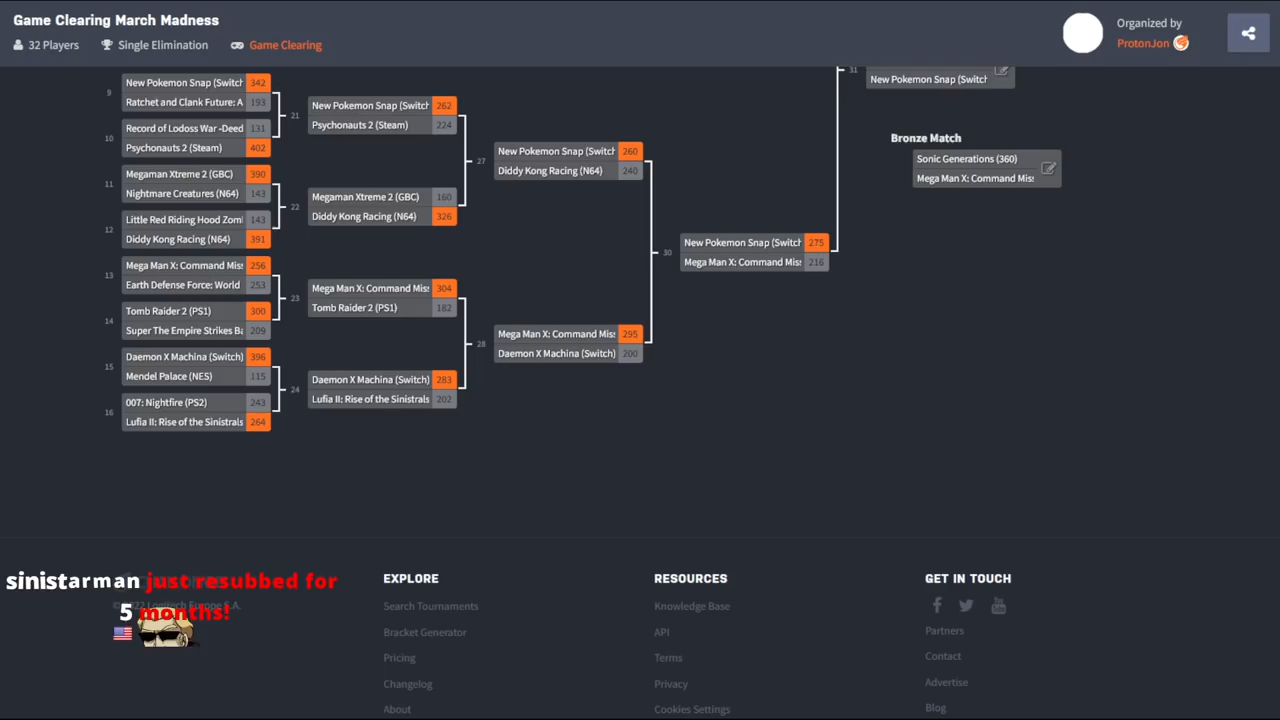 Game Clearing March Madness
32 Players
Single Elimination
Game Clearing
Organized by
ProtonJon
9
New Pokemon Snap (Switch 342
Ratchet and Clank Future: A 193
10
Record of Lodoss War -Deed 131
Psychonauts 2 (Steam) 402
11
Megaman Xtreme 2 (GBC) 390
Nightmare Creatures (N64) 143
12
Little Red Riding Hood Zoml 143
Diddy Kong Racing (N64) 391
13
Mega Man X: Command Mis: 256
Earth Defense Force: World 253
14
Tomb Raider 2 (PS1) 300
Super The Empire Strikes Ba 209
15
Daemon X Machina (Switch) 396
Mendel Palace (NES) 115
16
007: Nightfire (PS2) 243
Lufia II: Rise of the Sinistrals 264
21
New Pokemon Snap (Switch 262
Psychonauts 2 (Steam) 224
22
Megaman Xtreme 2 (GBC) 160
Diddy Kong Racing (N64) 326
23
Mega Man X: Command Mis: 304
Tomb Raider 2 (PS1) 182
24
Daemon X Machina (Switch) 283
Lufia II: Rise of the Sinistrals 202
27
New Pokemon Snap (Switch 260
Diddy Kong Racing (N64) 240
28
Mega Man X: Command Mis: 295
Daemon X Machina (Switch) 200
30
New Pokemon Snap (Switch 275
Mega Man X: Command Mis: 216
31
New Pokemon Snap (Switch
Bronze Match
Sonic Generations (360)
Mega Man X: Command Mis:
sinistarman just resubbed for
5 months!
2022 Logitech Europe S.A.
EXPLORE
Search Tournaments
Bracket Generator
Pricing
Changelog
About
RESOURCES
Knowledge Base
API
Terms
Privacy
Cookies Settings
GET IN TOUCH
Partners
Contact
Advertise
Blog